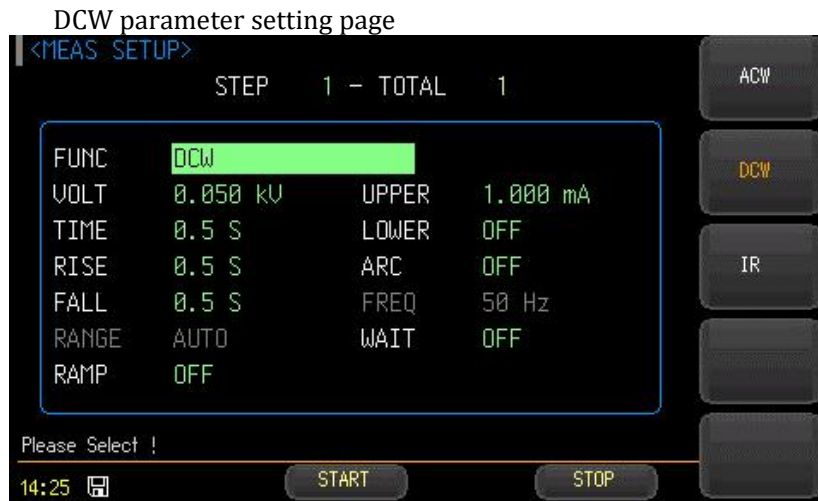 DCW parameter setting page
<MEAS SETUP>
STEP 1 - TOTAL 1
ACW
FUNC DCW
DCW
VOLT 0.050 kV UPPER 1.000 mA
TIME 0.5 S LOWER OFF
RISE 0.5 S ARC OFF
IR
FALL 0.5 S FREQ 50 Hz
RANGE AUTO WAIT OFF
RAMP OFF
Please Select !
14:25 START STOP